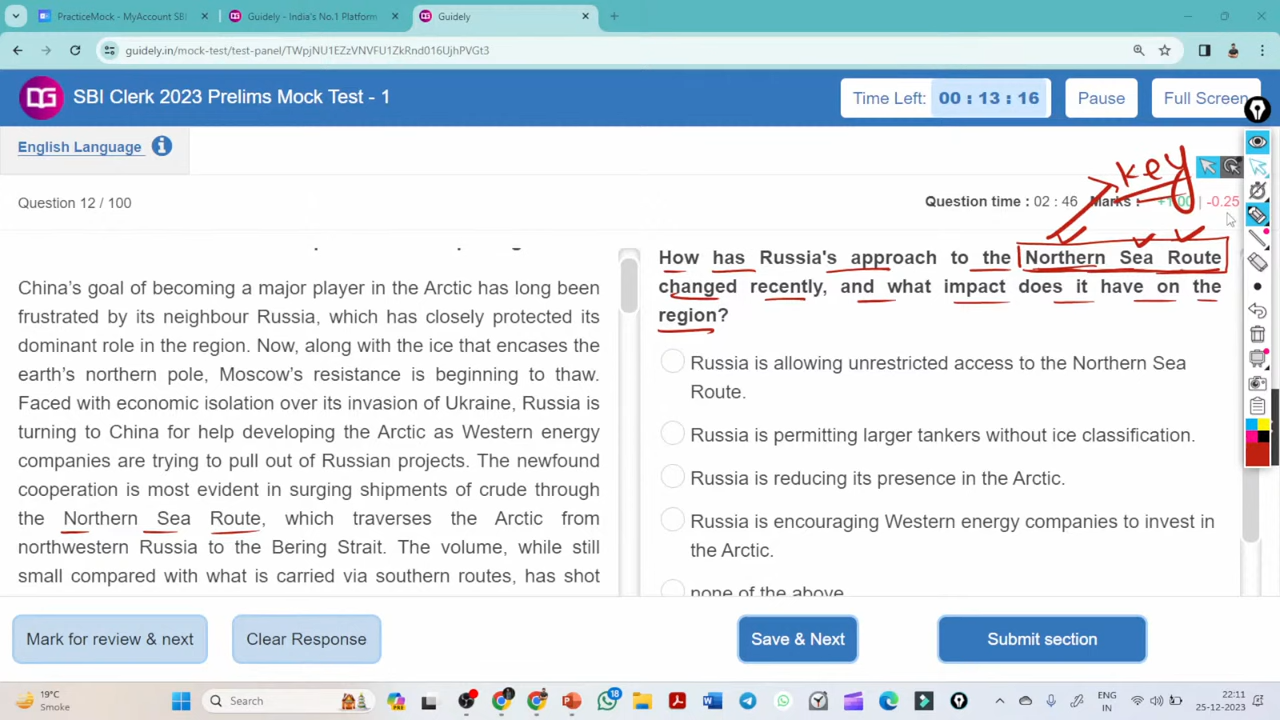 PracticeMock - MyAccount SBI
Guidely - India's No.1 Platform
Guidely
guidely.in/mock-test/test-panel/TWpjNU1EZzVNVFU1ZkRnd016UjhPVGt3
DG
SBI Clerk 2023 Prelims Mock Test - 1
Time Left: 00 : 13 : 16
Pause
Full Screen
English Language
key
Question 12 / 100
Question time : 02 : 46
Marks : +1.00 | -0.25
China's goal of becoming a major player in the Arctic has long been
frustrated by its neighbour Russia, which has closely protected its
dominant role in the region. Now, along with the ice that encases the
earth's northern pole, Moscow's resistance is beginning to thaw.
Faced with economic isolation over its invasion of Ukraine, Russia is
turning to China for help developing the Arctic as Western energy
companies are trying to pull out of Russian projects. The newfound
cooperation is most evident in surging shipments of crude through
the Northern Sea Route, which traverses the Arctic from
northwestern Russia to the Bering Strait. The volume, while still
small compared with what is carried via southern routes, has shot
How has Russia's approach to the Northern Sea Route
changed recently, and what impact does it have on the
region?
Russia is allowing unrestricted access to the Northern Sea
Route.
Russia is permitting larger tankers without ice classification.
Russia is reducing its presence in the Arctic.
Russia is encouraging Western energy companies to invest in
the Arctic.
none of the above
Mark for review & next
Clear Response
Save & Next
Submit section
19°C
Smoke
Search
18
ENG
IN
22:11
25-12-2023